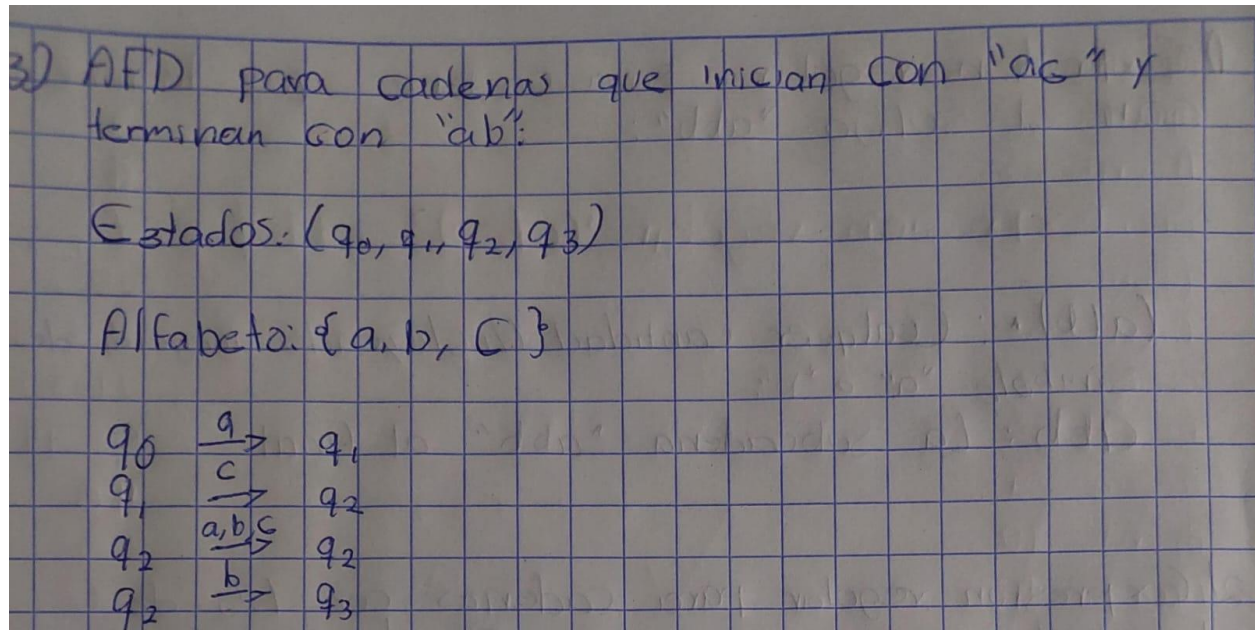 3) AFD para cadenas que inician con "ac" y
terminan con "ab":
Estados: (q0, q1, q2, q3)
Alfabeto: {a, b, c}
q0 a→ q1
q1 c→ q2
q2 a,b,c→ q2
q2 b→ q3